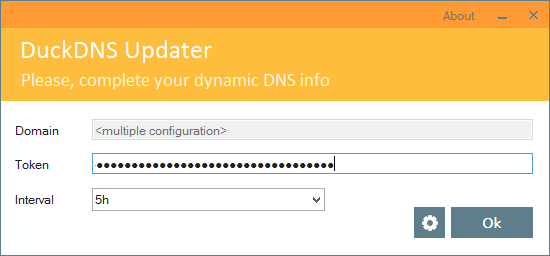 About
DuckDNS Updater
Please, complete your dynamic DNS info
Domain <multiple configuration>
Token ••••••••••••••••••••••••••••••••••••
Interval 5h
Ok